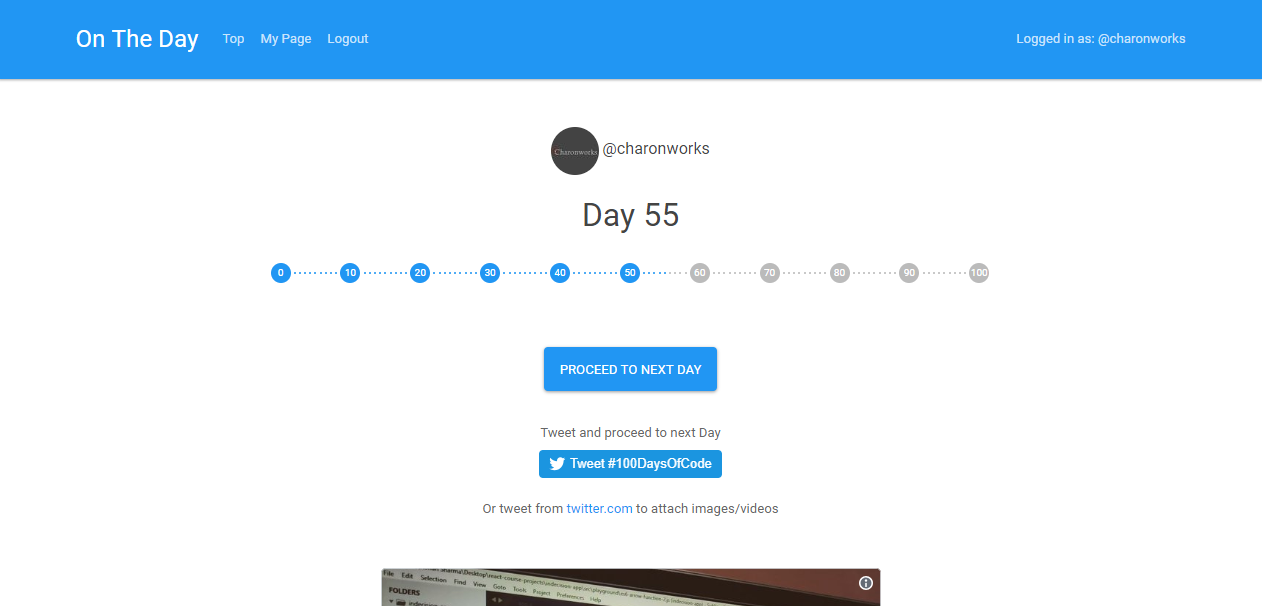 On The Day Top My Page Logout Logged in as: @charonworks
Charonworks @charonworks
Day 55
0 10 20 30 40 50 60 70 80 90 100
PROCEED TO NEXT DAY
Tweet and proceed to next Day
Tweet #100DaysOfCode
Or tweet from twitter.com to attach images/videos
File Edit Selection Find View Goto Tools Project Preferences Help
FOLDERS